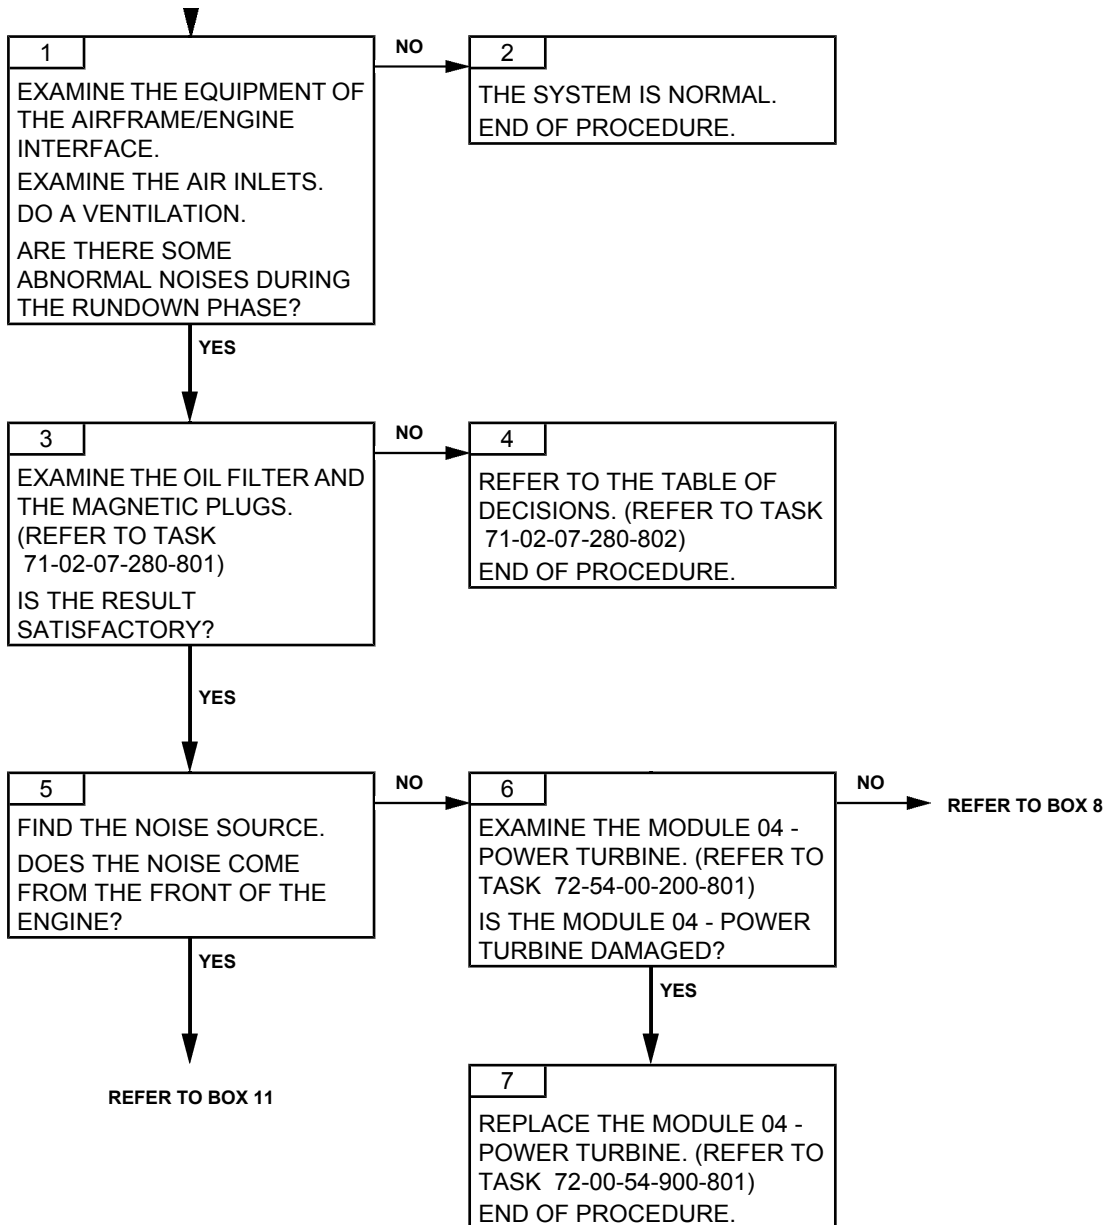 1
EXAMINE THE EQUIPMENT OF
THE AIRFRAME/ENGINE
INTERFACE.
EXAMINE THE AIR INLETS.
DO A VENTILATION.
ARE THERE SOME
ABNORMAL NOISES DURING
THE RUNDOWN PHASE?
NO
2
THE SYSTEM IS NORMAL.
END OF PROCEDURE.
YES
3
EXAMINE THE OIL FILTER AND
THE MAGNETIC PLUGS.
(REFER TO TASK
71-02-07-280-801)
IS THE RESULT
SATISFACTORY?
NO
4
REFER TO THE TABLE OF
DECISIONS. (REFER TO TASK
71-02-07-280-802)
END OF PROCEDURE.
YES
5
FIND THE NOISE SOURCE.
DOES THE NOISE COME
FROM THE FRONT OF THE
ENGINE?
NO
6
EXAMINE THE MODULE 04 -
POWER TURBINE. (REFER TO
TASK 72-54-00-200-801)
IS THE MODULE 04 - POWER
TURBINE DAMAGED?
NO
REFER TO BOX 8
YES
REFER TO BOX 11
YES
7
REPLACE THE MODULE 04 -
POWER TURBINE. (REFER TO
TASK 72-00-54-900-801)
END OF PROCEDURE.